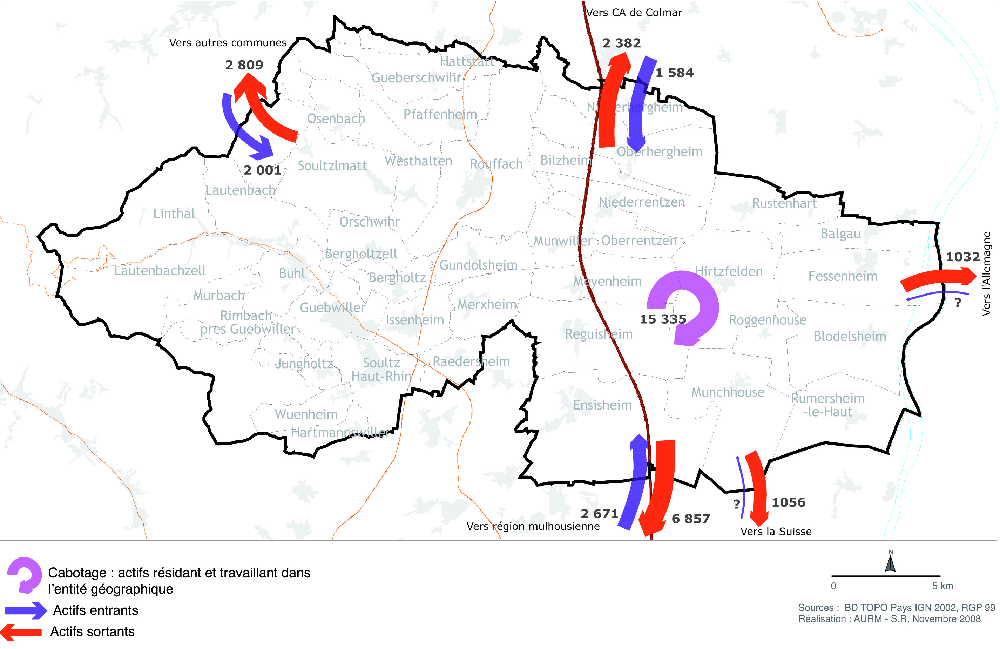 Vers CA de Colmar
Vers autres communes
2 382
2 809
1 584
Hattstatt
Gueberschwihr
Niederhergheim
Osenbach
Pfaffenheim
Oberhergheim
Soultzlmatt
Westhalten
Rouffach
Bilzheim
2 001
Lautenbach
Niederrentzen
Rustenhart
Linthal
Orschwihr
Balgau
Munwiller
Oberrentzen
Bergholtzell
1032
Vers l'Allemagne
Lautenbachzell
Buhl
Gundolsheim
Hirtzfelden
Fessenheim
Bergholtz
Meyenheim
Murbach
?
Guebwiller
Merxheim
Rimbach
pres Guebwiller
Issenheim
15 335
Roggenhouse
Reguisheim
Blodelsheim
Jungholtz
Soultz
Haut-Rhin
Raedersheim
Munchhouse
Rumersheim
-le-Haut
Ensisheim
Wuenheim
Hartmannswiller
?
1056
2 671
6 857
Vers région mulhousienne
Vers la Suisse
Cabotage : actifs résidant et travaillant dans
l'entité géographique
Actifs entrants
Actifs sortants
N
0
5 km
Sources : BD TOPO Pays IGN 2002, RGP 99
Réalisation : AURM - S.R, Novembre 2008